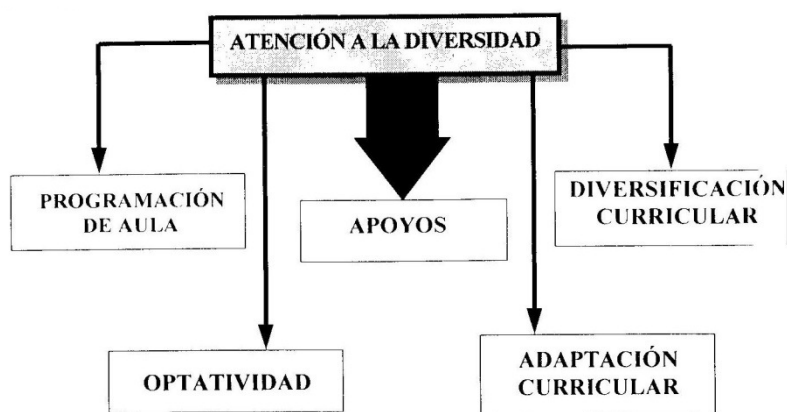 ATENCIÓN A LA DIVERSIDAD
PROGRAMACIÓN
DE AULA
APOYOS
DIVERSIFICACIÓN
CURRICULAR
OPTATIVIDAD
ADAPTACIÓN
CURRICULAR